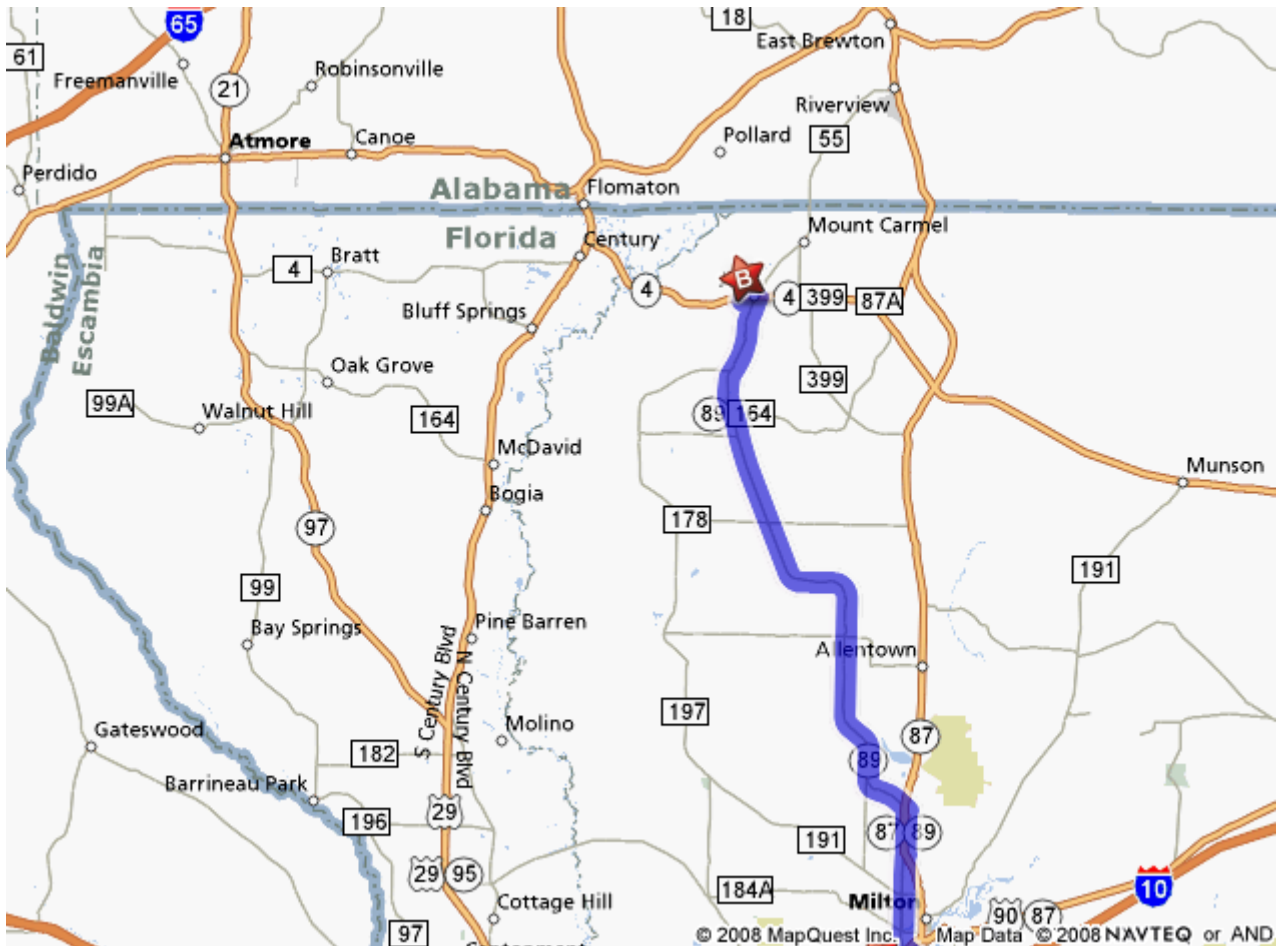 65
18
East Brewton
61
Freemanville
Robinsonville
21
Riverview
Atmore
Canoe
Pollard
55
Perdido
Alabama
Flomaton
Florida
Century
Mount Carmel
4
Bratt
4
B
4
399
87A
Bluff Springs
Baldwin
Escambia
Oak Grove
399
99A
Walnut Hill
164
89
164
McDavid
Munson
Bogia
178
97
99
191
Bay Springs
Pine Barren
S Century Blvd
N Century Blvd
Allentown
197
Molino
87
Gateswood
182
89
Barrineau Park
29
196
191
87
89
29
95
184A
10
Cottage Hill
Milton
90
87
97
Cantonment
© 2008 MapQuest Inc.
Map Data © 2008 NAVTEQ or AND